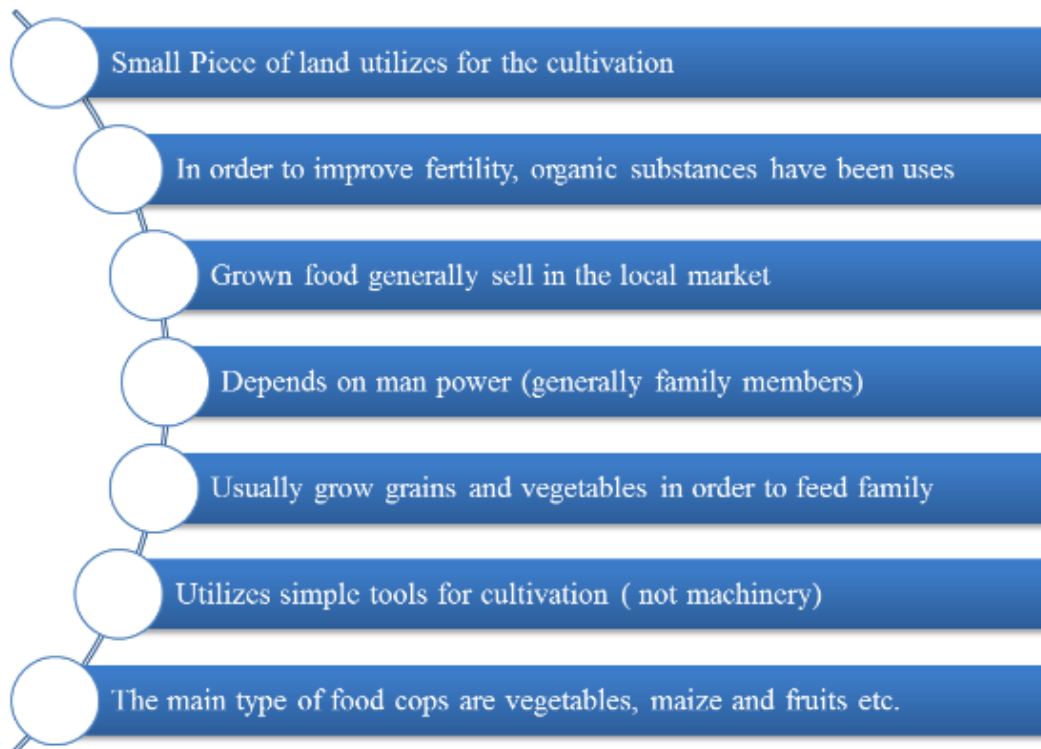 Small Piece of land utilizes for the cultivation
In order to improve fertility, organic substances have been uses
Grown food generally sell in the local market
Depends on man power (generally family members)
Usually grow grains and vegetables in order to feed family
Utilizes simple tools for cultivation ( not machinery)
The main type of food cops are vegetables, maize and fruits etc.